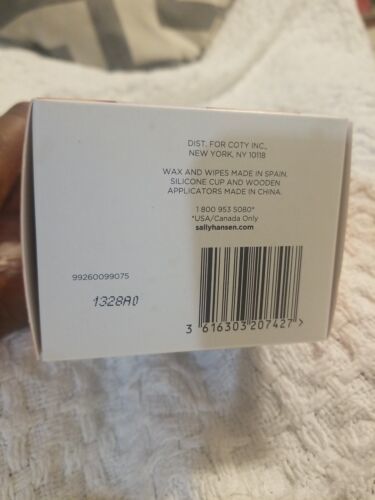 DIST. FOR COTY INC.,
NEW YORK, NY 10118
WAX AND WIPES MADE IN SPAIN.
SILICONE CUP AND WOODEN
APPLICATORS MADE IN CHINA.
1 800 953 5080*
*USA/Canada Only
sallyhansen.com
99260099075
1328A0
3 616303 207427 >